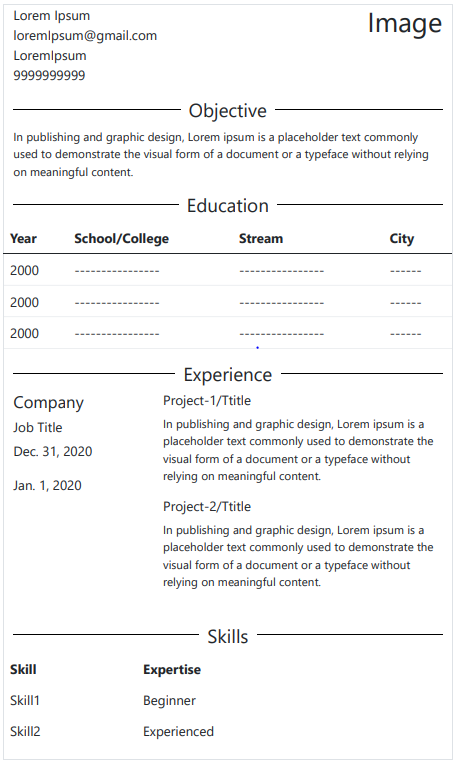 Lorem Ipsum
loremIpsum@gmail.com
LoremIpsum
9999999999
Image
Objective
In publishing and graphic design, Lorem ipsum is a placeholder text commonly
used to demonstrate the visual form of a document or a typeface without relying
on meaningful content.
Education
Year School/College Stream City
2000 ---------------- ---------------- ------
2000 ---------------- ---------------- ------
2000 ---------------- ---------------- ------
Experience
Company
Job Title
Dec. 31, 2020
Jan. 1, 2020
Project-1/Ttitle
In publishing and graphic design, Lorem ipsum is a
placeholder text commonly used to demonstrate the
visual form of a document or a typeface without
relying on meaningful content.
Project-2/Ttitle
In publishing and graphic design, Lorem ipsum is a
placeholder text commonly used to demonstrate the
visual form of a document or a typeface without
relying on meaningful content.
Skills
Skill Expertise
Skill1 Beginner
Skill2 Experienced